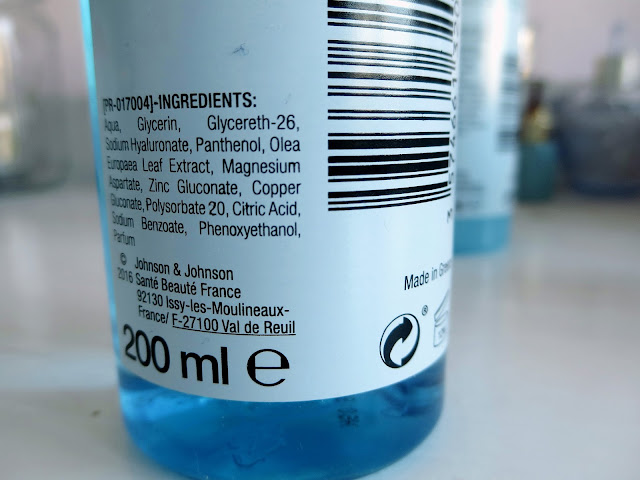 [PR-017004]-INGREDIENTS:
Aqua, Glycerin, Glycereth-26,
Sodium Hyaluronate, Panthenol, Olea
Europaea Leaf Extract, Magnesium
Aspartate, Zinc Gluconate, Copper
Gluconate, Polysorbate 20, Citric Acid,
Sodium Benzoate, Phenoxyethanol,
Parfum
© Johnson & Johnson
2016 Santé Beauté France
92130 Issy-les-Moulineaux-
France/ F-27100 Val de Reuil
200 ml e
Made in
®